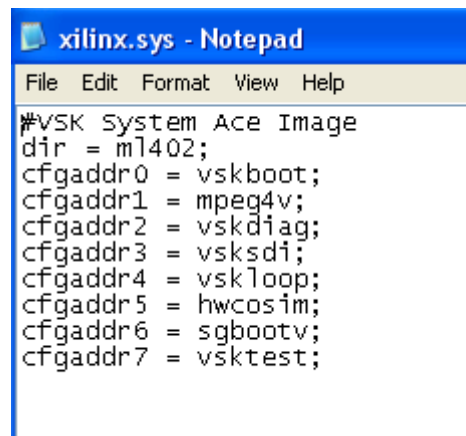 xilinx.sys - Notepad
File Edit Format View Help
#VSK System Ace Image
dir = ml402;
cfgaddr0 = vskboot;
cfgaddr1 = mpeg4v;
cfgaddr2 = vskdiag;
cfgaddr3 = vsksdi;
cfgaddr4 = vskloop;
cfgaddr5 = hwcosim;
cfgaddr6 = sgbootv;
cfgaddr7 = vsktest;